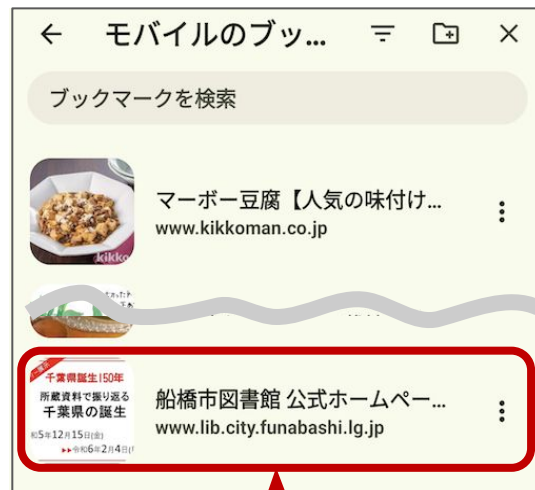 モバイルのブッ...
ブックマークを検索
マーボー豆腐【人気の味付け...
www.kikkoman.co.jp
kikko
千葉県誕生150年
所蔵資料で振り返る
千葉県の誕生
和5年12月15日(金)
▸▸令和6年2月4日(
船橋市図書館 公式ホームペー...
www.lib.city.funabashi.lg.jp